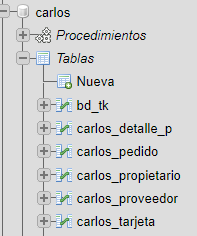 carlos
Procedimientos
Tablas
Nueva
bd_tk
carlos_detalle_p
carlos_pedido
carlos_propietario
carlos_proveedor
carlos_tarjeta